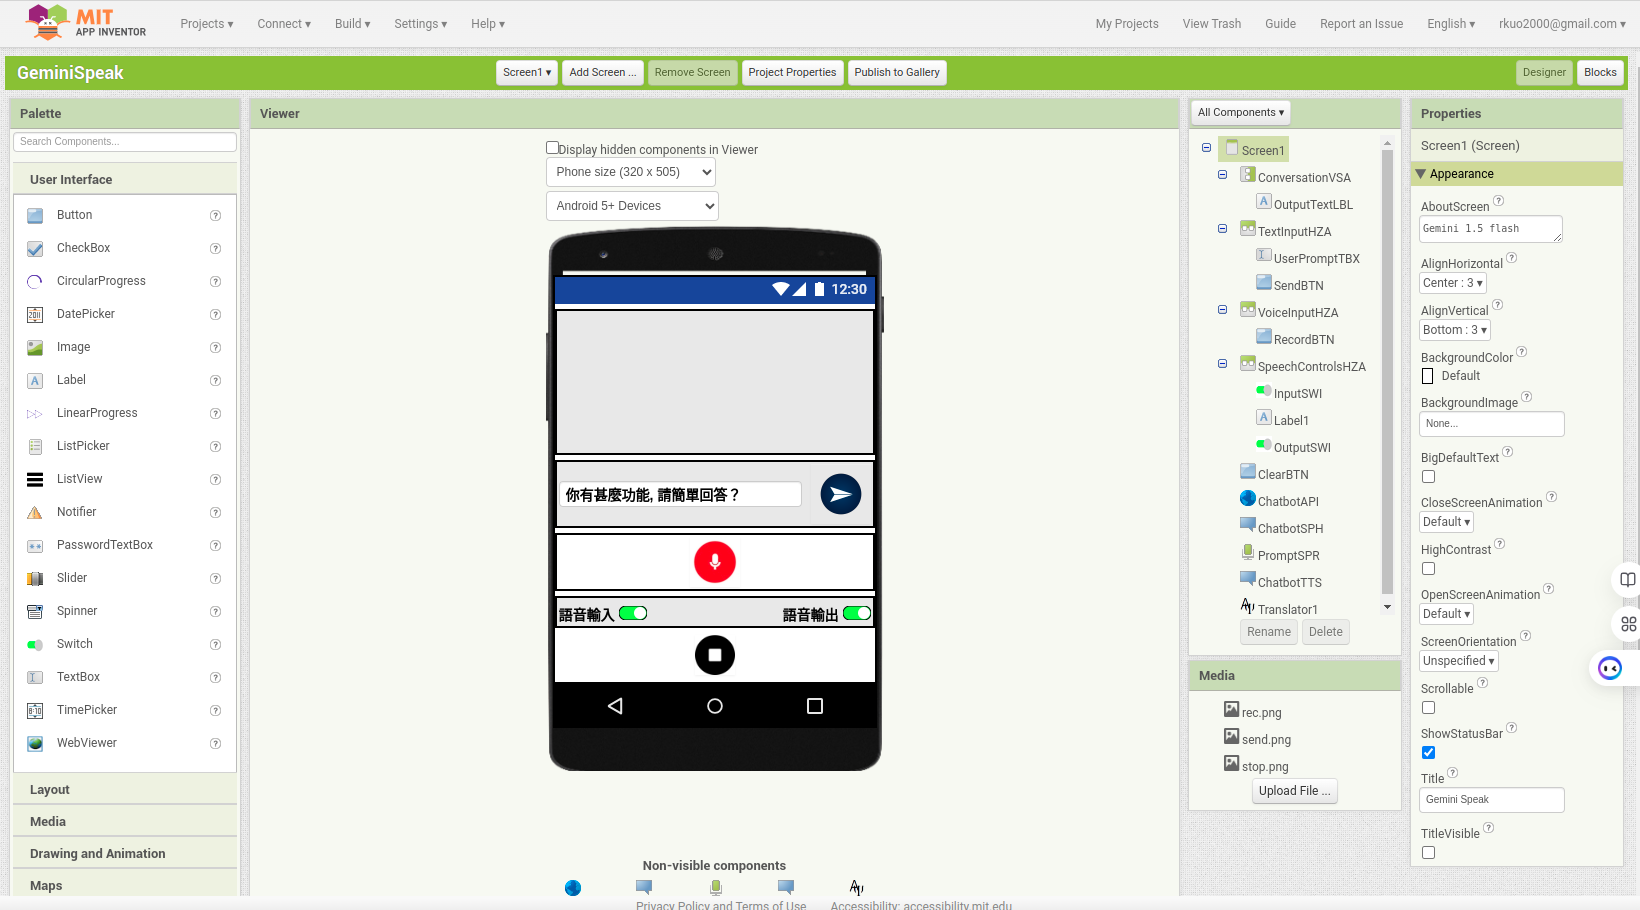 MIT
APP INVENTOR
Projects ▾
Connect ▾
Build ▾
Settings ▾
Help ▾
My Projects
View Trash
Guide
Report an Issue
English ▾
rkuo2000@gmail.com ▾
GeminiSpeak
Screen1 ▾
Add Screen ...
Remove Screen
Project Properties
Publish to Gallery
Designer
Blocks
Palette
Search Components...
User Interface
Button
CheckBox
CircularProgress
DatePicker
Image
Label
LinearProgress
ListPicker
ListView
Notifier
PasswordTextBox
Slider
Spinner
Switch
TextBox
TimePicker
WebViewer
Layout
Media
Drawing and Animation
Maps
Viewer
Display hidden components in Viewer
Phone size (320 x 505)
Android 5+ Devices
12:30
你有甚麼功能, 請簡單回答？
語音輸入
語音輸出
Non-visible components
Privacy Policy and Terms of Use
Accessibility: accessibility.mit.edu
All Components ▾
Screen1
ConversationVSA
OutputTextLBL
TextInputHZA
UserPromptTBX
SendBTN
VoiceInputHZA
RecordBTN
SpeechControlsHZA
InputSWI
Label1
OutputSWI
ClearBTN
ChatbotAPI
ChatbotSPH
PromptSPR
ChatbotTTS
Translator1
Rename
Delete
Media
rec.png
send.png
stop.png
Upload File ...
Properties
Screen1 (Screen)
Appearance
AboutScreen
Gemini 1.5 flash
AlignHorizontal
Center : 3 ▾
AlignVertical
Bottom : 3 ▾
BackgroundColor
Default
BackgroundImage
None...
BigDefaultText
CloseScreenAnimation
Default ▾
HighContrast
OpenScreenAnimation
Default ▾
ScreenOrientation
Unspecified ▾
Scrollable
ShowStatusBar
Title
Gemini Speak
TitleVisible